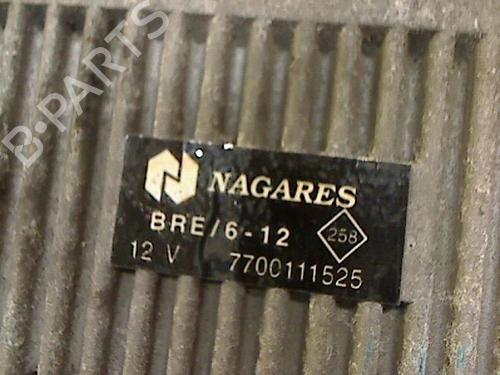 B-PARTS
NAGARES
BRE/6-12
258
12 V 7700111525